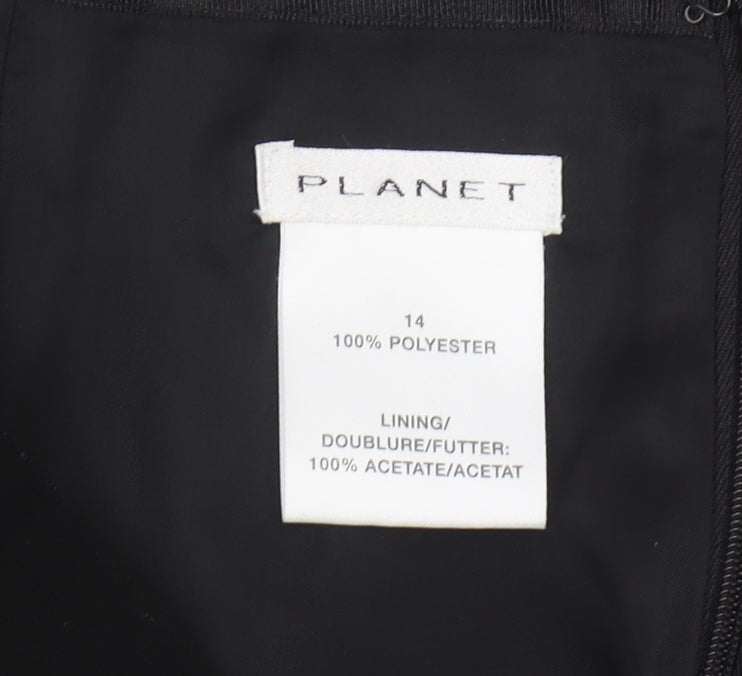 PLANET
14
100% POLYESTER
LINING/
DOUBLURE/FUTTER:
100% ACETATE/ACETAT